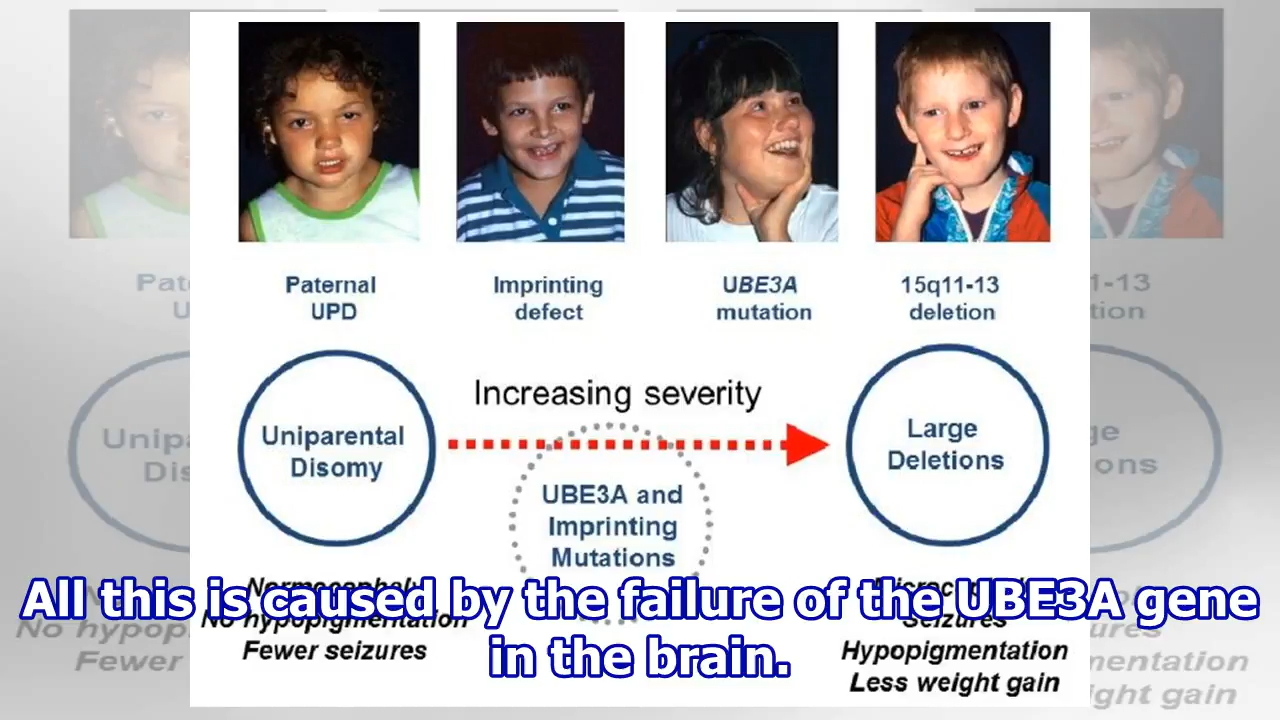 Paternal
UPD
Imprinting
defect
UBE3A
mutation
15q11-13
deletion
Increasing severity
Uniparental
Disomy
UBE3A and
Imprinting
Mutations
Large
Deletions
No hypopigmentation
Fewer seizures
Seizures
Hypopigmentation
Less weight gain
All this is caused by the failure of the UBE3A gene
in the brain.